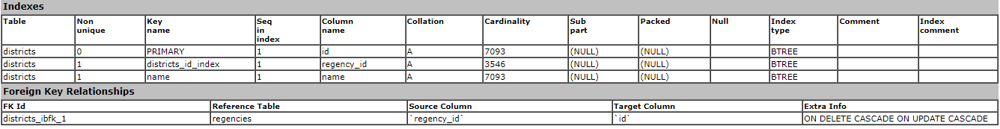 Indexes
Table Non unique Key name Seq in index Column name Collation Cardinality Sub part Packed Null Index type Comment Index comment
districts 0 PRIMARY 1 id A 7093 (NULL) (NULL) BTREE
districts 1 districts_id_index 1 regency_id A 3546 (NULL) (NULL) BTREE
districts 1 name 1 name A 7093 (NULL) (NULL) BTREE
Foreign Key Relationships
FK Id Reference Table Source Column Target Column Extra Info
districts_ibfk_1 regencies `regency_id` `id` ON DELETE CASCADE ON UPDATE CASCADE